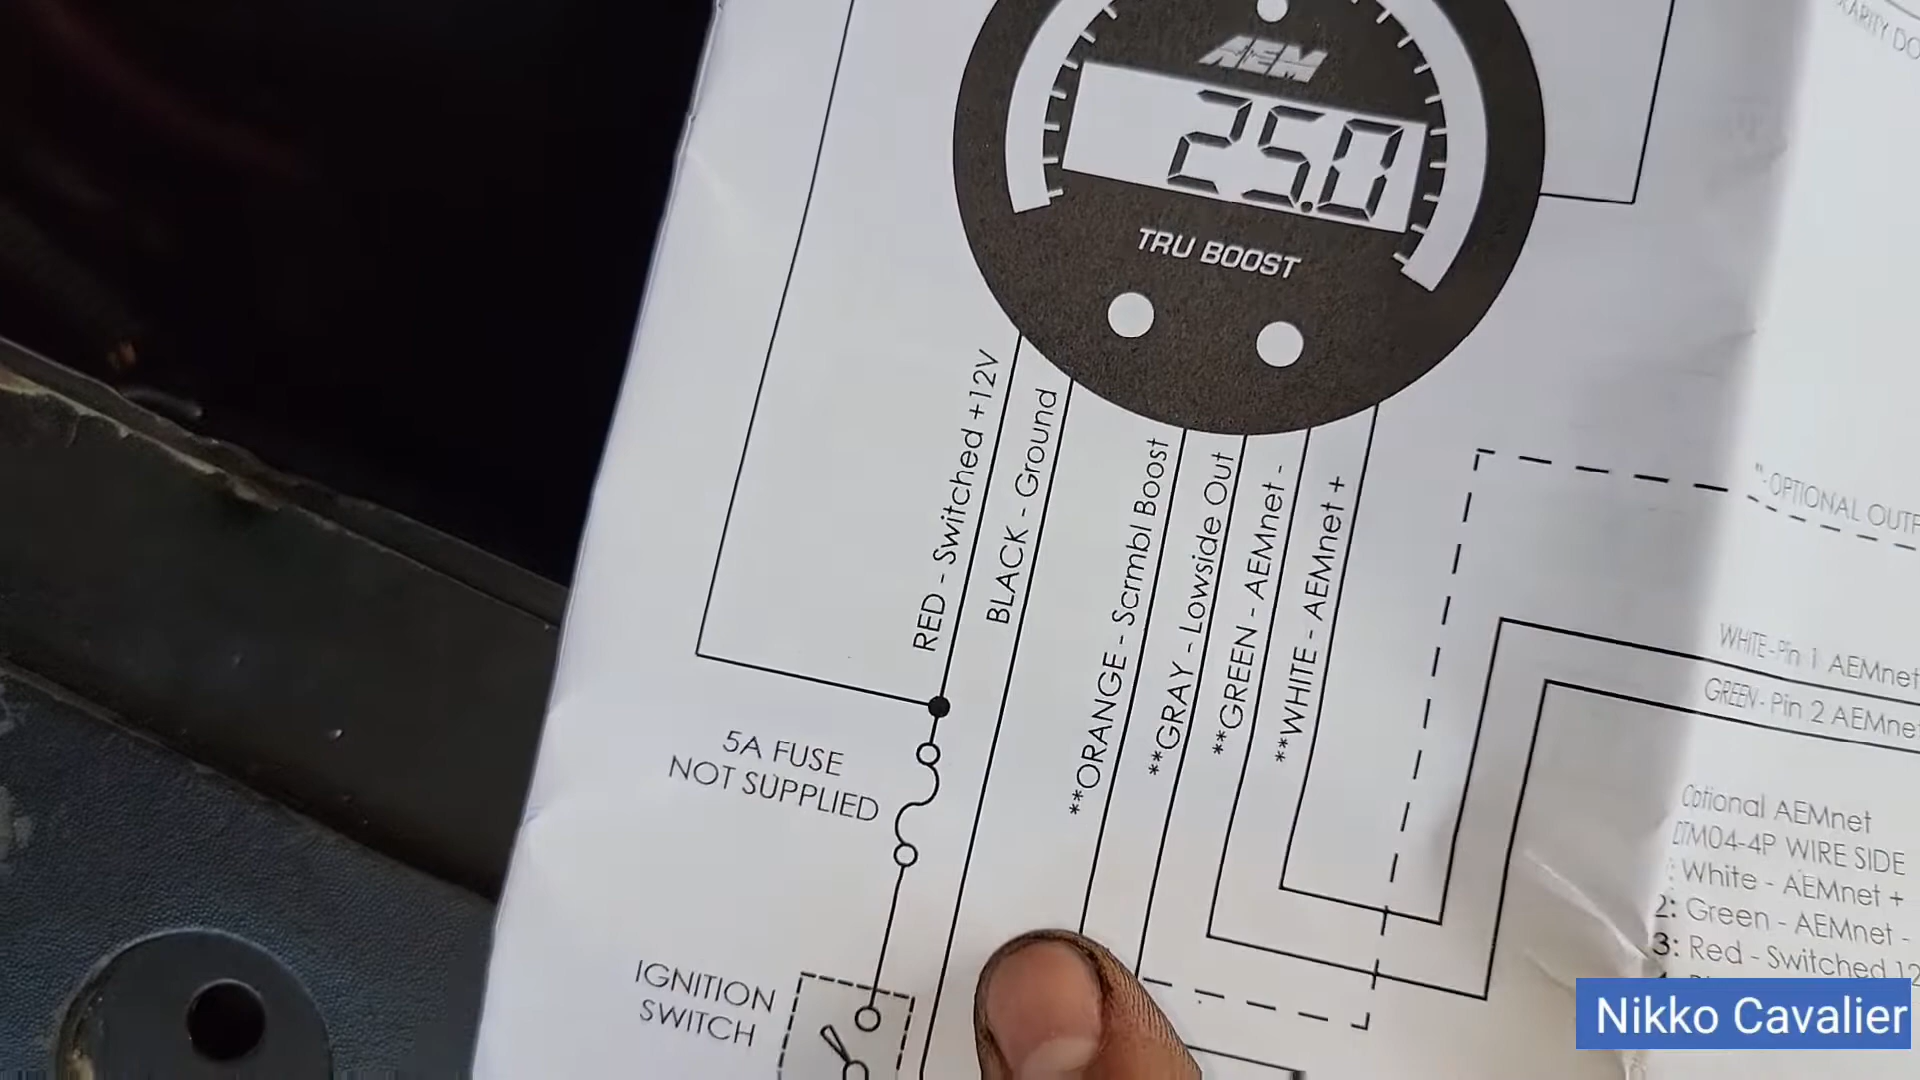 AEM
25.0
TRU BOOST
RED - Switched +12V
BLACK - Ground
**ORANGE - Scrmbl Boost
**GRAY - Lowside Out
**GREEN - AEMnet -
**WHITE - AEMnet +
5A FUSE
NOT SUPPLIED
IGNITION
SWITCH
OPTIONAL
WHITE - Pin 1 AEMnet
GREEN - Pin 2 AEMnet
Optional AEMnet
DTM04-4P WIRE SIDE
: White - AEMnet +
2: Green - AEMnet -
3: Red - Switched 12
Nikko Cavalier